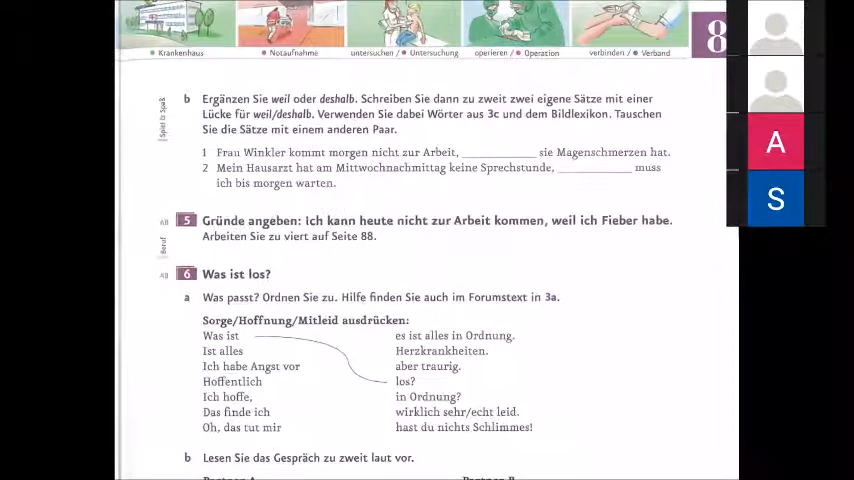 8
Krankenhaus
Notaufnahme
untersuchen / Untersuchung
operieren / Operation
verbinden / Verband
Spiel & Spaß
b Ergänzen Sie weil oder deshalb. Schreiben Sie dann zu zweit zwei eigene Sätze mit einer
Lücke für weil/deshalb. Verwenden Sie dabei Wörter aus 3c und dem Bildlexikon. Tauschen
Sie die Sätze mit einem anderen Paar.
1 Frau Winkler kommt morgen nicht zur Arbeit, ____________ sie Magenschmerzen hat.
2 Mein Hausarzt hat am Mittwochnachmittag keine Sprechstunde, ____________ muss
ich bis morgen warten.
AB 5 Gründe angeben: Ich kann heute nicht zur Arbeit kommen, weil ich Fieber habe.
Beruf
Arbeiten Sie zu viert auf Seite 88.
AB 6 Was ist los?
a Was passt? Ordnen Sie zu. Hilfe finden Sie auch im Forumstext in 3a.
Sorge/Hoffnung/Mitleid ausdrücken:
Was ist es ist alles in Ordnung.
Ist alles Herzkrankheiten.
Ich habe Angst vor aber traurig.
Hoffentlich los?
Ich hoffe, in Ordnung?
Das finde ich wirklich sehr/echt leid.
Oh, das tut mir hast du nichts Schlimmes!
b Lesen Sie das Gespräch zu zweit laut vor.
A
S